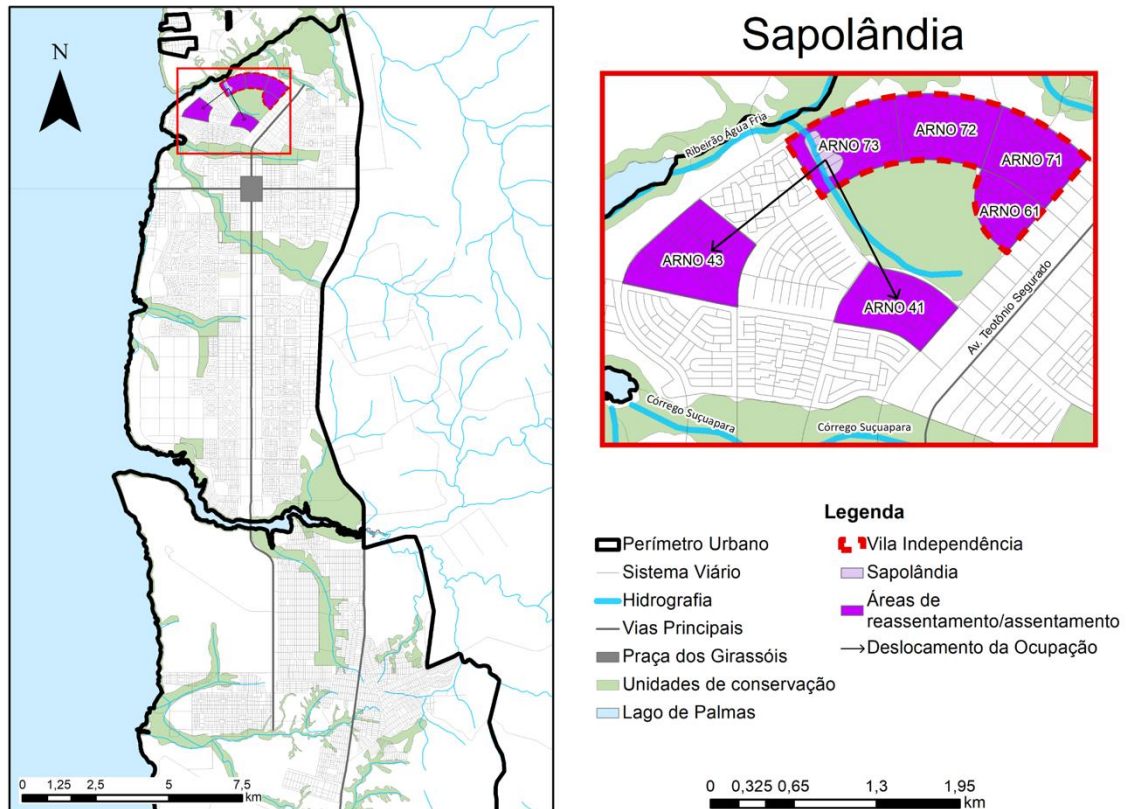 N
0 1,25 2,5 5 7,5
km
Sapolândia
Ribeirão Água Fria
ARNO 73
ARNO 72
ARNO 71
ARNO 61
ARNO 43
ARNO 41
Av. Teotônio Segurado
Córrego Suçuapara
Córrego Suçuapara
Legenda
Perímetro Urbano
Sistema Viário
Hidrografia
Vias Principais
Praça dos Girassóis
Unidades de conservação
Lago de Palmas
Vila Independência
Sapolândia
Áreas de
reassentamento/assentamento
Deslocamento da Ocupação
0 0,325 0,65 1,3 1,95
km